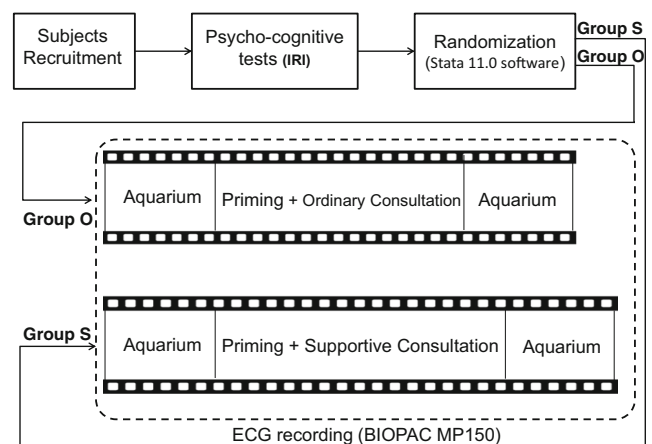 Subjects
Recruitment
Psycho-cognitive
tests (IRI)
Randomization
(Stata 11.0 software)
Group S
Group O
Group O
Aquarium
Priming + Ordinary Consultation
Aquarium
Group S
Aquarium
Priming + Supportive Consultation
Aquarium
ECG recording (BIOPAC MP150)